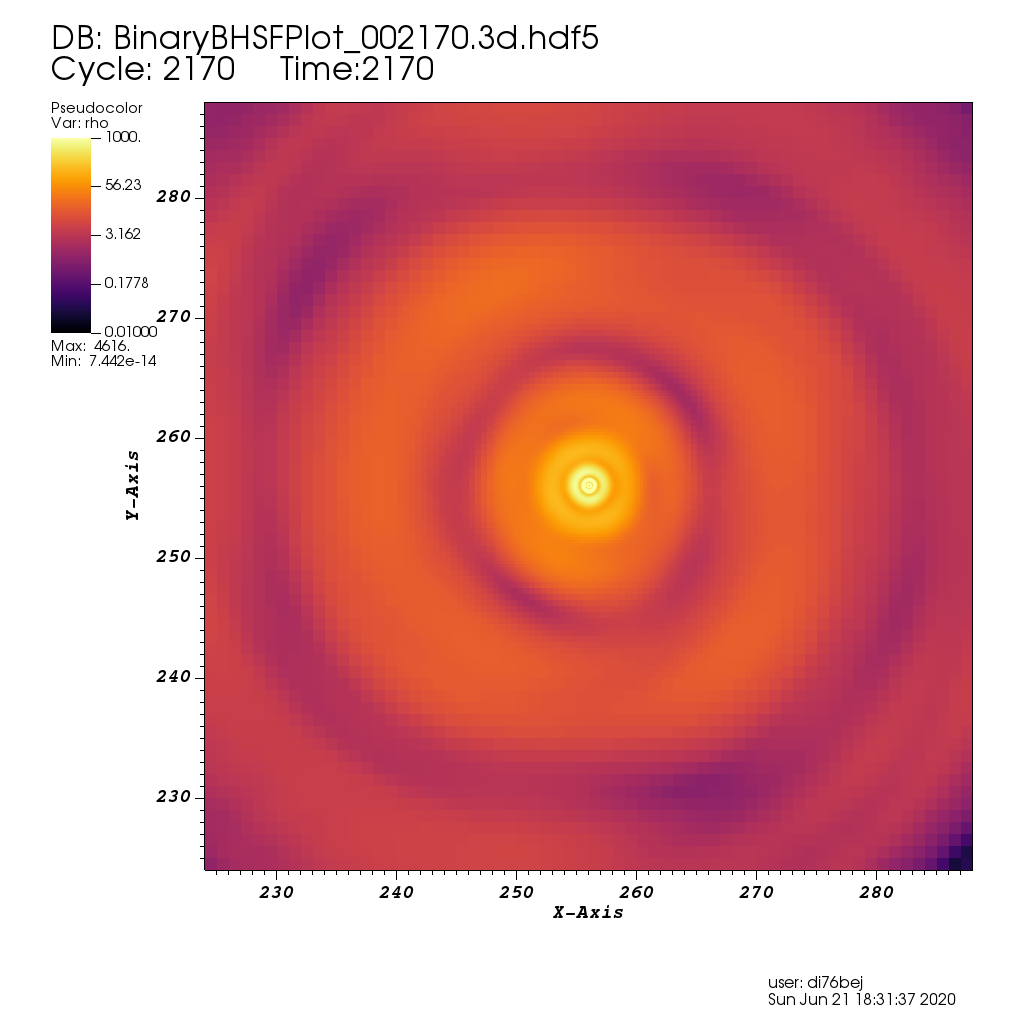 DB: BinaryBHSFPlot_002170.3d.hdf5
Cycle: 2170 Time:2170
Pseudocolor
Var: rho
1000.
56.23
3.162
0.1778
0.01000
Max: 4616.
Min: 7.442e-14
280
270
260
250
240
230
Y-Axis
230 240 250 260 270 280
X-Axis
user: di76bej
Sun Jun 21 18:31:37 2020